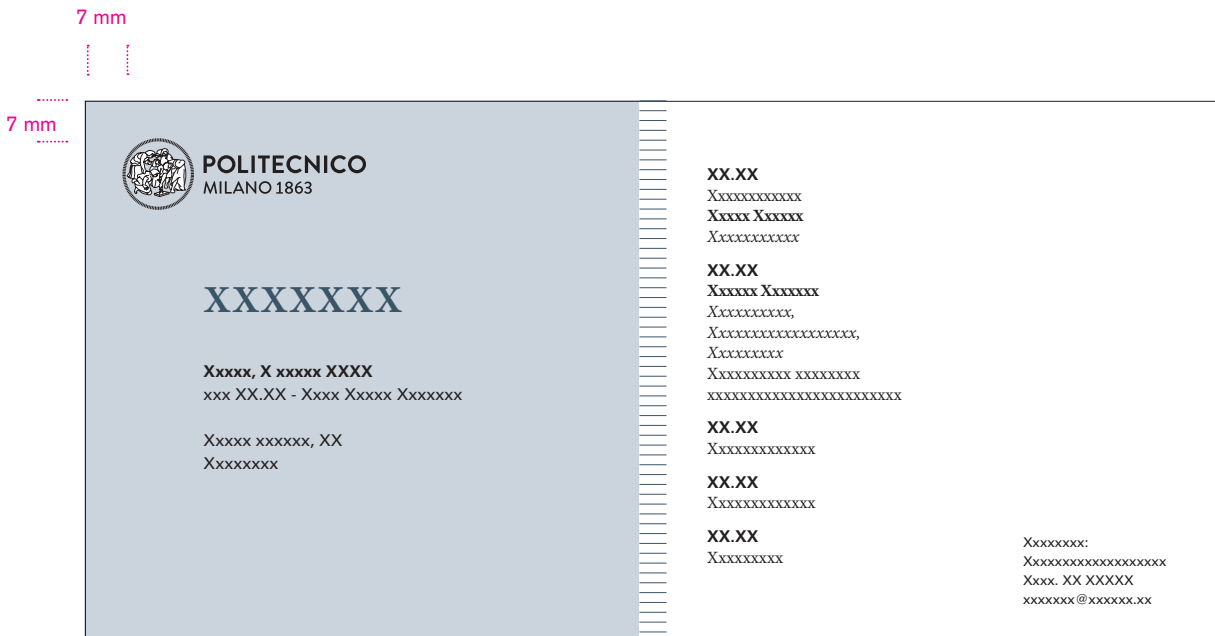 7 mm
7 mm
POLITECNICO
MILANO 1863
XXXXXXX
Xxxxx, X xxxxx XXXX
xxx XX.XX - Xxxx Xxxxx Xxxxxxx
Xxxxx xxxxxx, XX
Xxxxxxxx
XX.XX
Xxxxxxxxxxxx
Xxxxx Xxxxxx
Xxxxxxxxxxx
XX.XX
Xxxxxx Xxxxxxx
Xxxxxxxxxx,
Xxxxxxxxxxxxxxxxxx,
Xxxxxxxxx
Xxxxxxxxxx xxxxxxxx
xxxxxxxxxxxxxxxxxxxxxxxx
XX.XX
Xxxxxxxxxxxxx
XX.XX
Xxxxxxxxxxxxx
XX.XX
Xxxxxxxxx
Xxxxxxxx:
Xxxxxxxxxxxxxxxxxxx
Xxxx. XX XXXXX
xxxxxxx@xxxxxx.xx